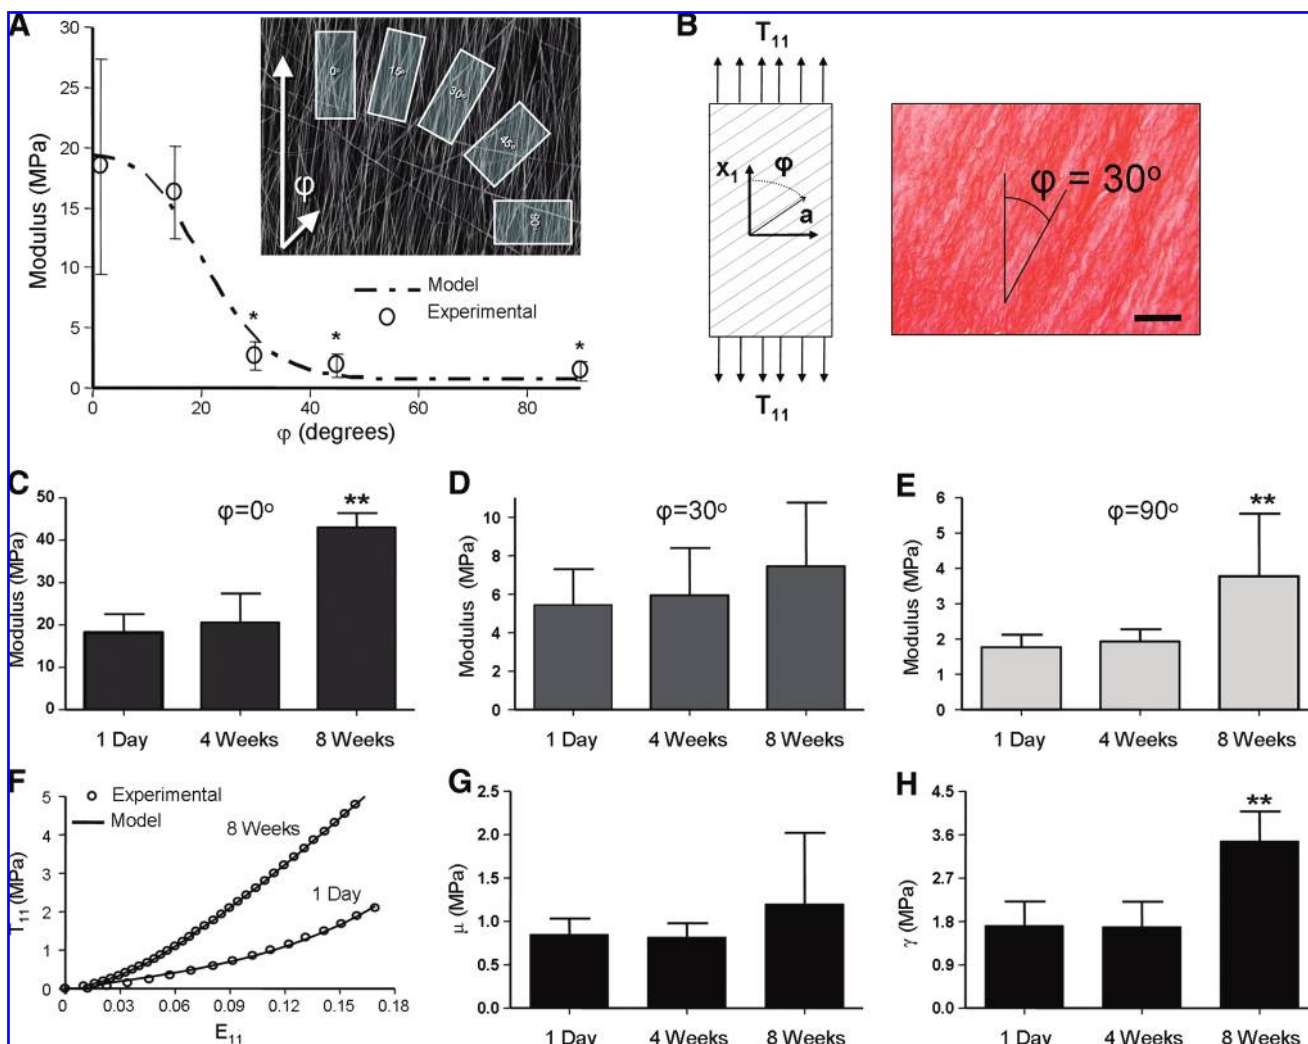 A
30
25
20
15
10
5
0
Modulus (MPa)
0°
15°
30°
45°
90°
φ
Model
Experimental
*
*
*
0
20
40
60
80
φ (degrees)
B
T11
x1
φ
a
T11
φ = 30°
C
50
40
30
20
10
0
Modulus (MPa)
φ=0°
**
1 Day
4 Weeks
8 Weeks
D
10
8
6
4
2
0
Modulus (MPa)
φ=30°
1 Day
4 Weeks
8 Weeks
E
6
5
4
3
2
1
0
Modulus (MPa)
φ=90°
**
1 Day
4 Weeks
8 Weeks
F
Experimental
Model
5
4
3
2
1
0
T11 (MPa)
8 Weeks
1 Day
0
0.03
0.06
0.09
0.12
0.15
0.18
E11
G
2.5
2.0
1.5
1.0
0.5
0.0
μ (MPa)
1 Day
4 Weeks
8 Weeks
H
4.5
3.6
2.7
1.8
0.9
0.0
γ (MPa)
**
1 Day
4 Weeks
8 Weeks